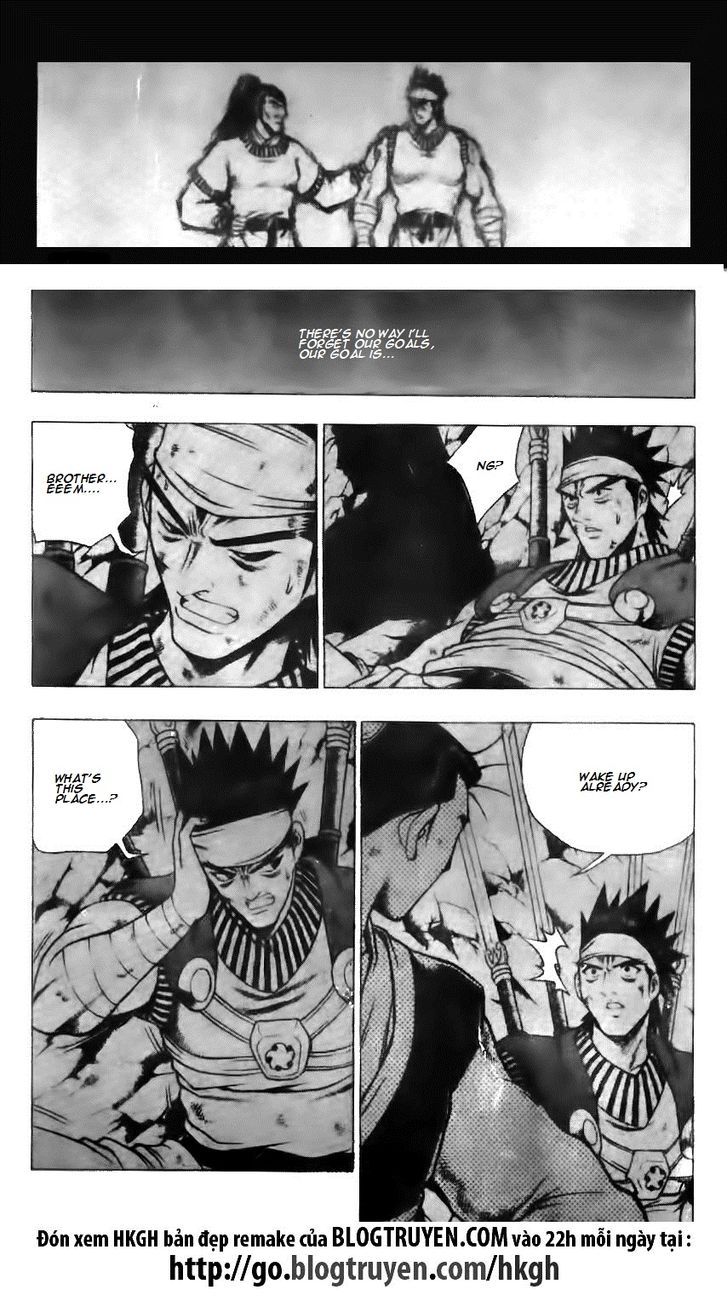 THERE'S NO WAY I'LL
FORGET OUR GOALS,
OUR GOAL IS...
BROTHER...
EEEM....
NG?
WHAT'S
THIS
PLACE...?
WAKE UP
ALREADY?
Đón xem HKGH bản đẹp remake của BLOGTRUYEN.COM vào 22h mỗi ngày tại :
http://go.blogtruyen.com/hkgh